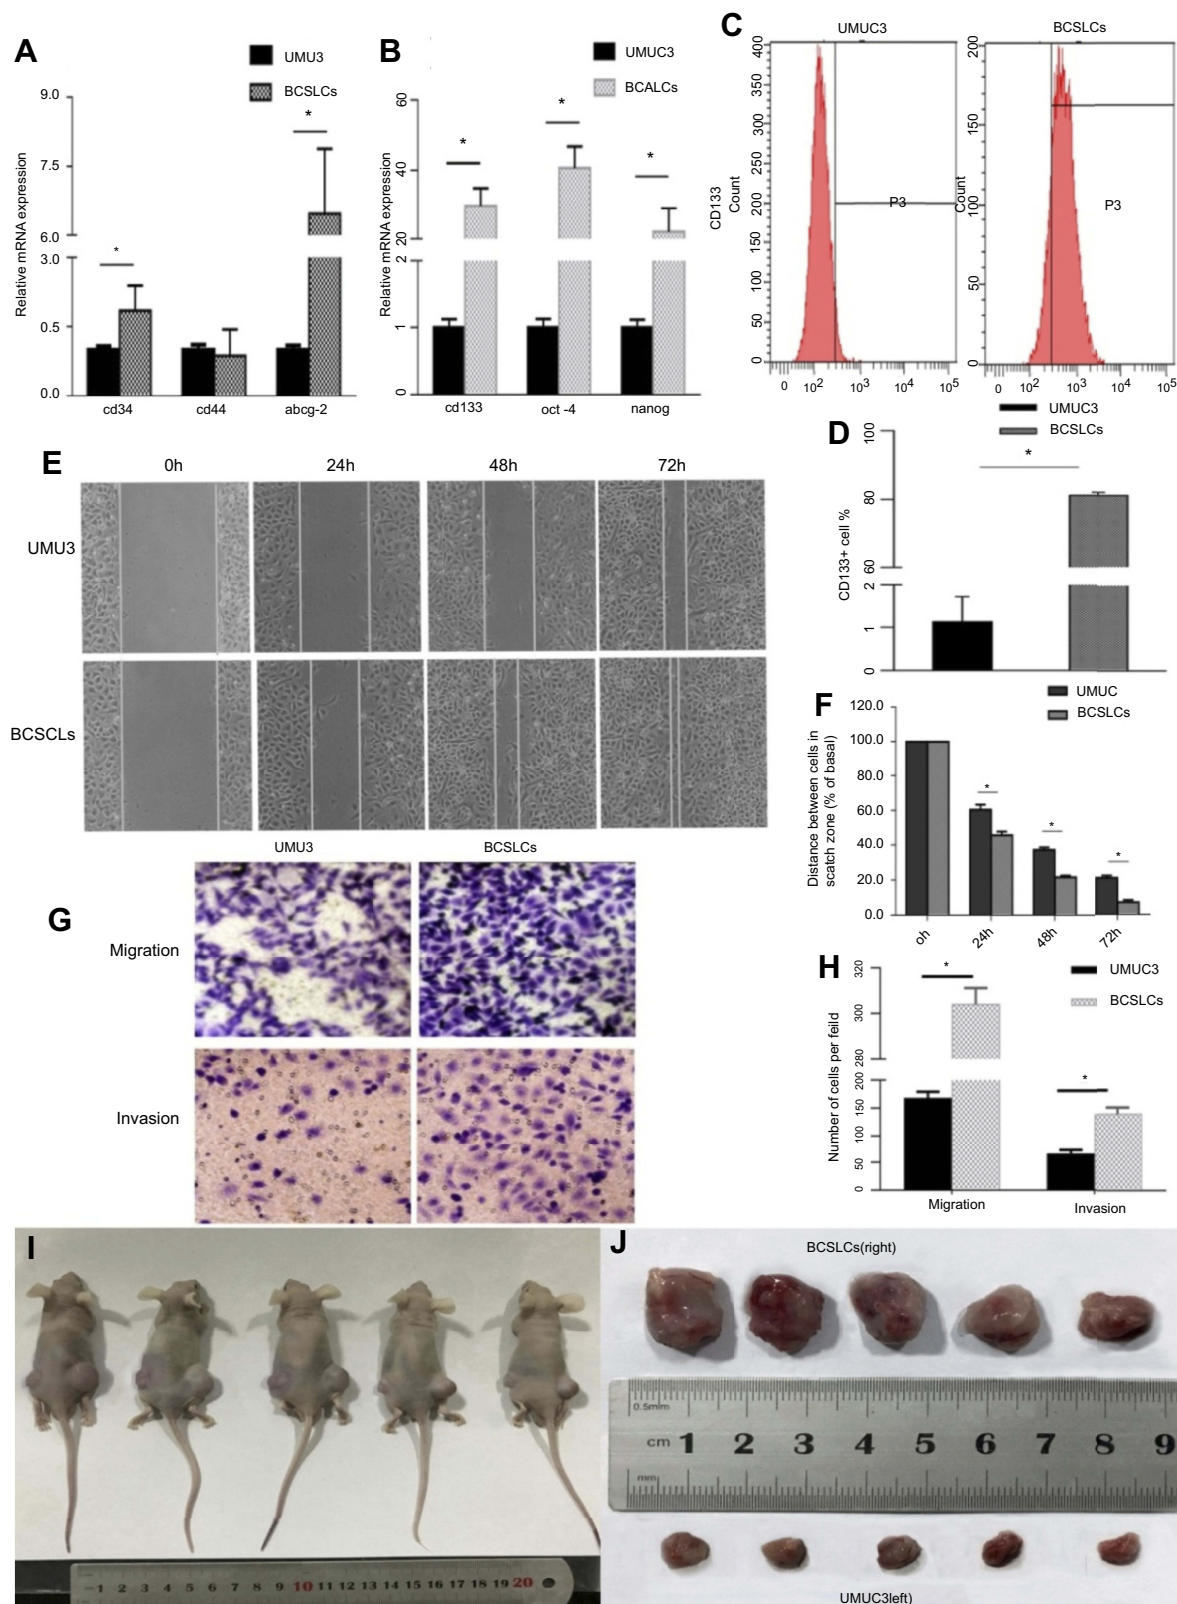 A
UMU3
BCSLCs
Relative mRNA expression
9.0
7.5
6.0
3.0
0.5
0.0
*
*
cd34
cd44
abcg-2
B
UMUC3
BCALCs
Relative mRNA expression
60
40
20
2
1
0
*
*
*
cd133
oct -4
nanog
C
UMUC3
CD133
Count
400
350
300
250
200
150
100
50
0
P3
0 10² 10³ 10⁴ 10⁵
BCSLCs
Count
200
150
100
50
0
P3
0 10² 10³ 10⁴ 10⁵
D
UMUC3
BCSLCs
CD133+ cell %
100
80
60
2
1
0
*
E
0h
24h
48h
72h
UMU3
BCSCLs
F
UMUC
BCSLCs
Distance between cells in
scatch zone (% of basal)
120.0
100.0
80.0
60.0
40.0
20.0
0.0
*
*
*
oh
24h
48h
72h
G
UMU3
BCSLCs
Migration
Invasion
H
UMUC3
BCSLCs
Number of cells per feild
320
300
280
200
150
100
50
0
*
*
Migration
Invasion
I
1 2 3 4 5 6 7 8 9 10 11 12 13 14 15 16 17 18 19 20
J
BCSLCs(right)
0.5mm
cm 1 2 3 4 5 6 7 8 9
mm
UMUC3left)